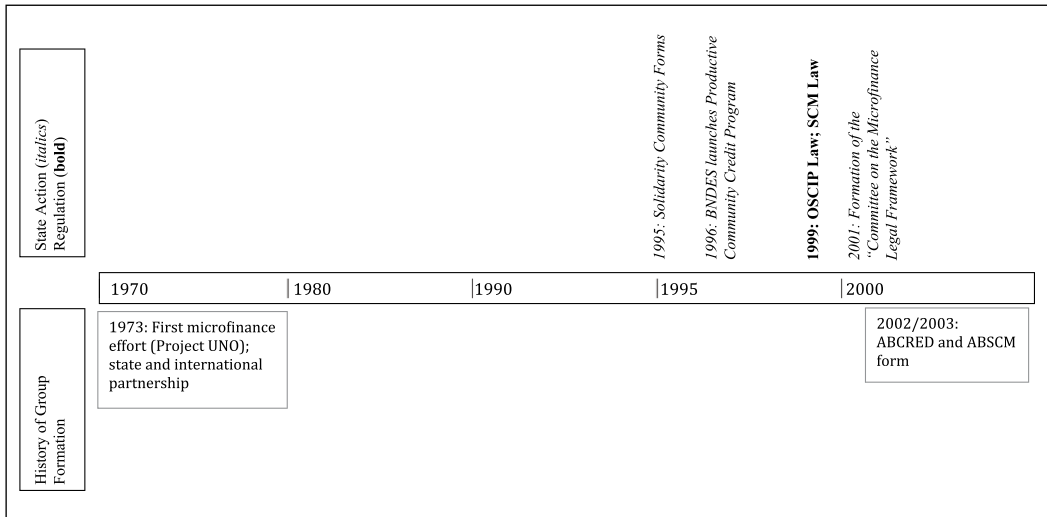 State Action (italics)
Regulation (bold)
1995: Solidarity Community Forms
1996: BNDES launches Productive
Community Credit Program
1999: OSCIP Law; SCM Law
2001: Formation of the
“Committee on the Microfinance
Legal Framework”
1970
1980
1990
1995
2000
History of Group
Formation
1973: First microfinance
effort (Project UNO);
state and international
partnership
2002/2003:
ABCRED and ABSCM
form